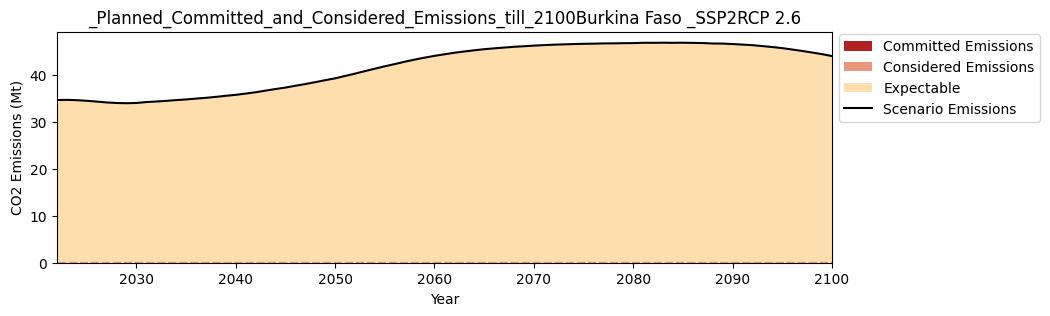 _Planned_Committed_and_Considered_Emissions_till_2100Burkina Faso _SSP2RCP 2.6
Committed Emissions
Considered Emissions
Expectable
Scenario Emissions
CO2 Emissions (Mt)
40
30
20
10
0
2030 2040 2050 2060 2070 2080 2090 2100
Year